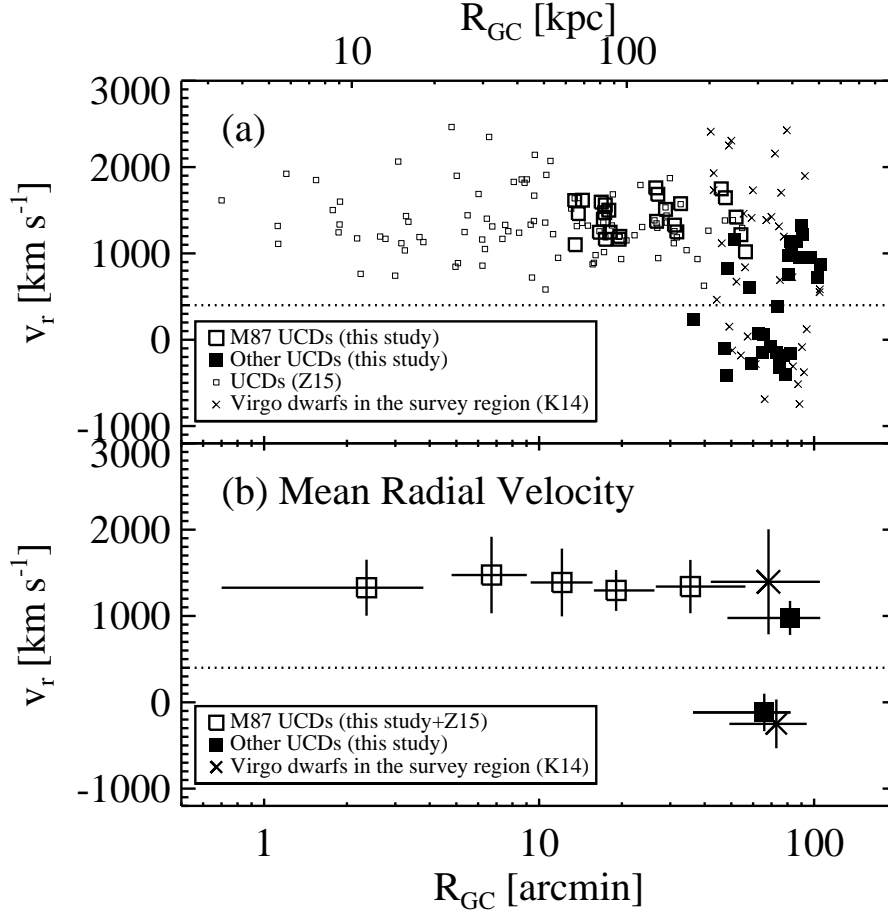 R_GC [kpc]
10 100
3000
(a)
2000
1000
v_r [km s^-1]
0
-1000
M87 UCDs (this study)
Other UCDs (this study)
UCDs (Z15)
Virgo dwarfs in the survey region (K14)
3000
(b) Mean Radial Velocity
2000
1000
v_r [km s^-1]
0
-1000
M87 UCDs (this study+Z15)
Other UCDs (this study)
Virgo dwarfs in the survey region (K14)
1 10 100
R_GC [arcmin]